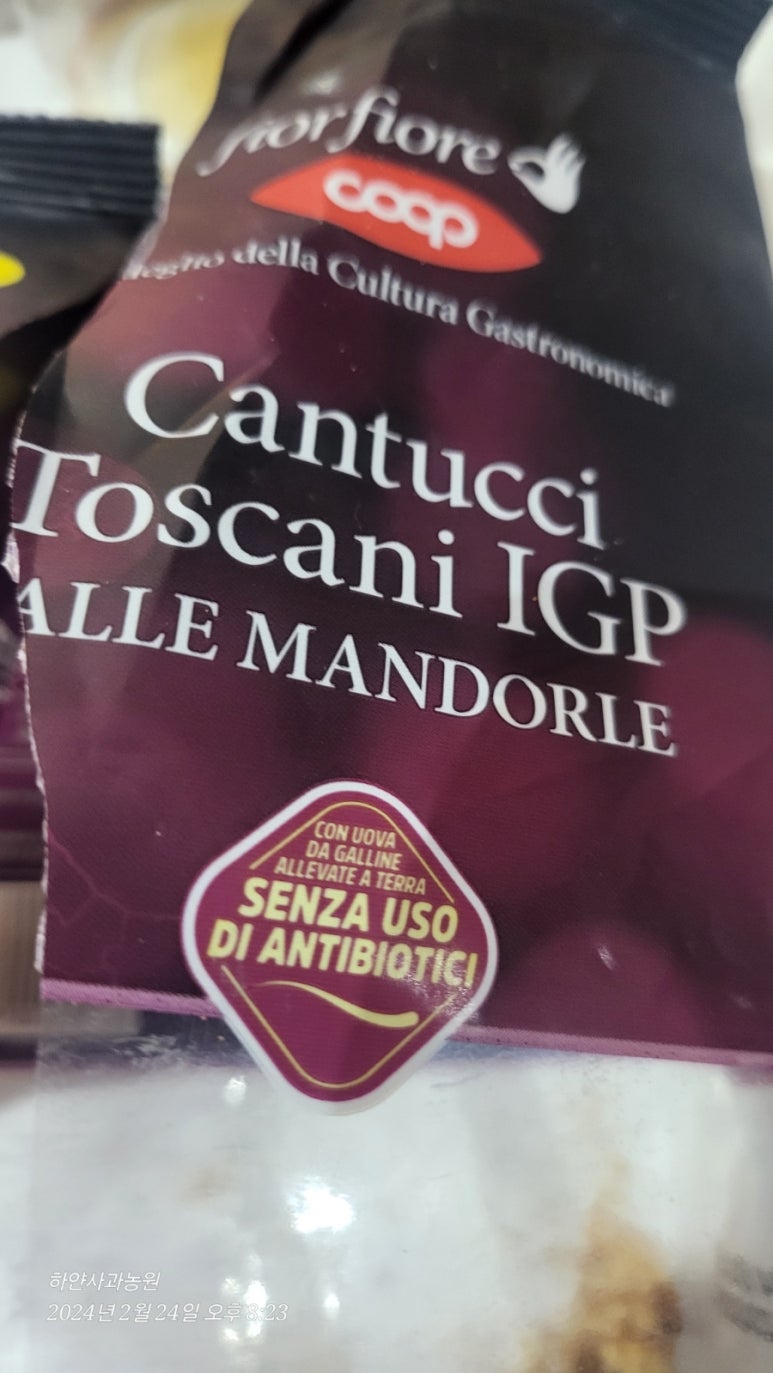 fior fiore
coop
della Cultura Gastronomica
Cantucci
Toscani IGP
ALLE MANDORLE
CON UOVA
DA GALLINE
ALLEVATE A TERRA
SENZA USO
DI ANTIBIOTICI
하얀사과농원
2024년 2월 24일 오후 8:23